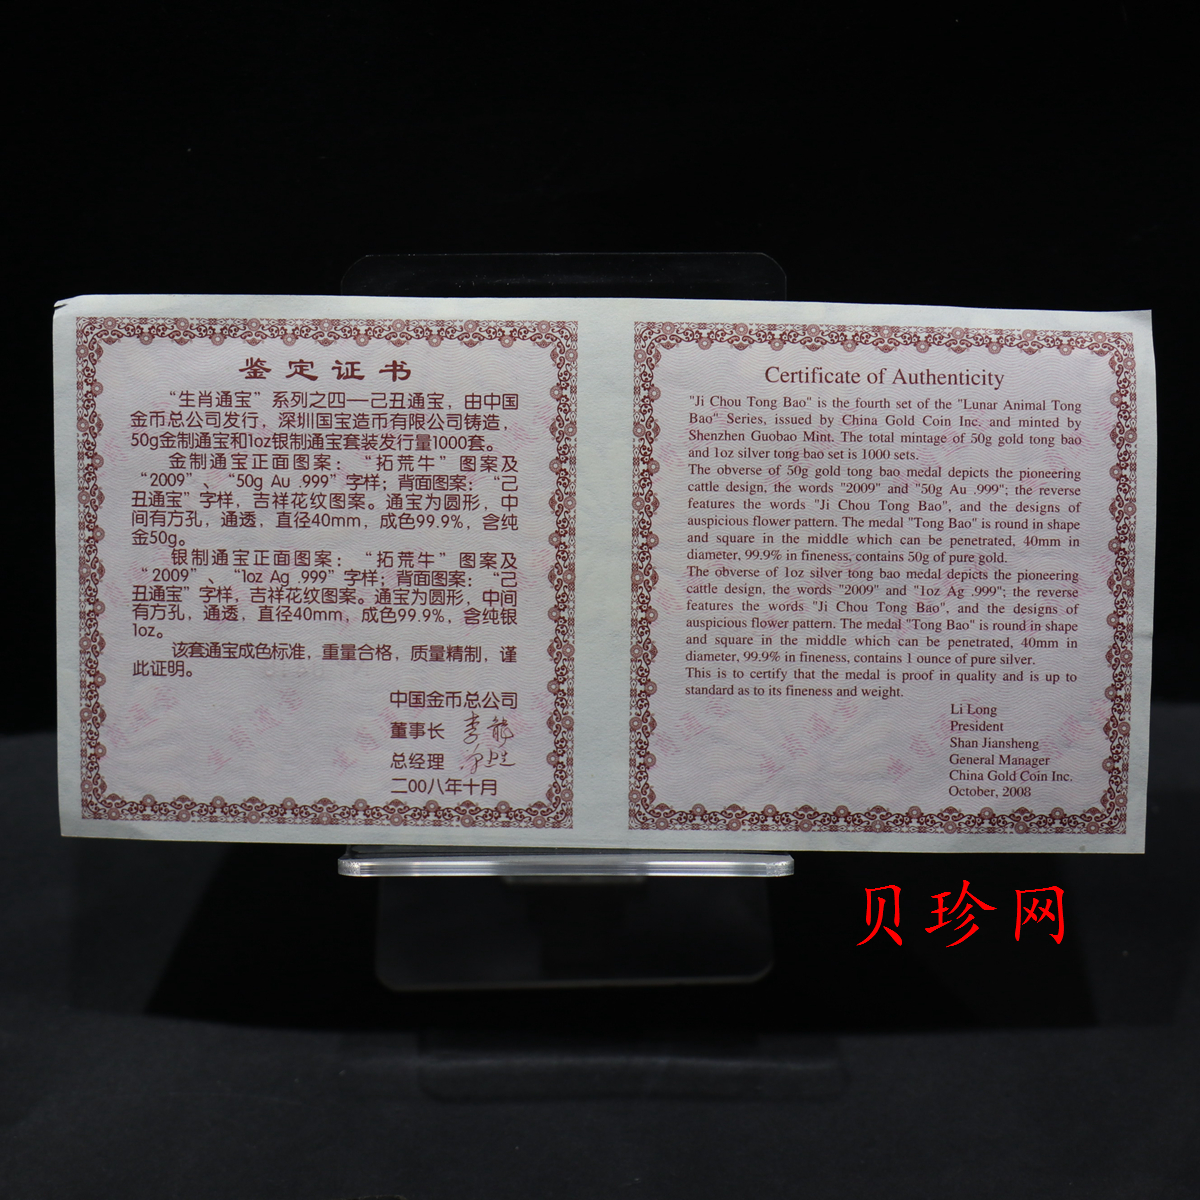 鉴定证书
“生肖通宝”系列之四—己丑通宝，由中国
金币总公司发行，深圳国宝造币有限公司铸造，
50g金制通宝和1oz银制通宝套装发行量1000套。
金制通宝正面图案：“拓荒牛”图案及
“2009”、“50g Au .999”字样；背面图案：“己
丑通宝”字样，吉祥花纹图案。通宝为圆形，中
间有方孔，通透，直径40mm，成色99.9%，含纯
金50g。
银制通宝正面图案：“拓荒牛”图案及
“2009”、“1oz Ag .999”字样；背面图案：“己
丑通宝”字样，吉祥花纹图案。通宝为圆形，中间
有方孔，通透，直径40mm，成色99.9%，含纯银
1oz。
该套通宝成色标准，重量合格，质量精制，谨
此证明。
中国金币总公司
董事长 李龙
总经理
二00八年十月
Certificate of Authenticity
"Ji Chou Tong Bao" is the fourth set of the "Lunar Animal Tong
Bao" Series, issued by China Gold Coin Inc. and minted by
Shenzhen Guobao Mint. The total mintage of 50g gold tong bao
and 1oz silver tong bao set is 1000 sets.
The obverse of 50g gold tong bao medal depicts the pioneering
cattle design, the words "2009" and "50g Au .999"; the reverse
features the words "Ji Chou Tong Bao", and the designs of
auspicious flower pattern. The medal "Tong Bao" is round in shape
and square in the middle which can be penetrated, 40mm in
diameter, 99.9% in fineness, contains 50g of pure gold.
The obverse of 1oz silver tong bao medal depicts the pioneering
cattle design, the words "2009" and "1oz Ag .999"; the reverse
features the words "Ji Chou Tong Bao", and the designs of
auspicious flower pattern. The medal "Tong Bao" is round in shape
and square in the middle which can be penetrated, 40mm in
diameter, 99.9% in fineness, contains 1 ounce of pure silver.
This is to certify that the medal is proof in quality and is up to
standard as to its fineness and weight.
Li Long
President
Shan Jiansheng
General Manager
China Gold Coin Inc.
October, 2008
贝珍网